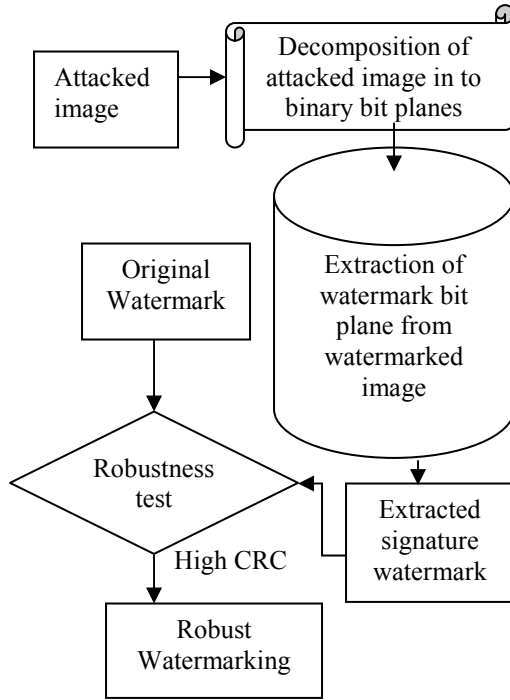 Attacked
image
Decomposition of
attacked image in to
binary bit planes
Extraction of
watermark bit
plane from
watermarked
image
Original
Watermark
Robustness
test
Extracted
signature
watermark
High CRC
Robust
Watermarking